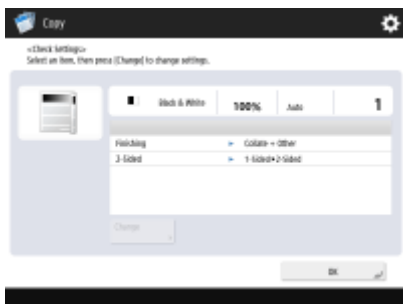 Copy
<Check Settings>
Select an item, then press [Change] to change settings.
Black & White 100% Auto 1
Finishing ► Collate + Other
2-Sided ► 1-Sided►2-Sided
Change
OK